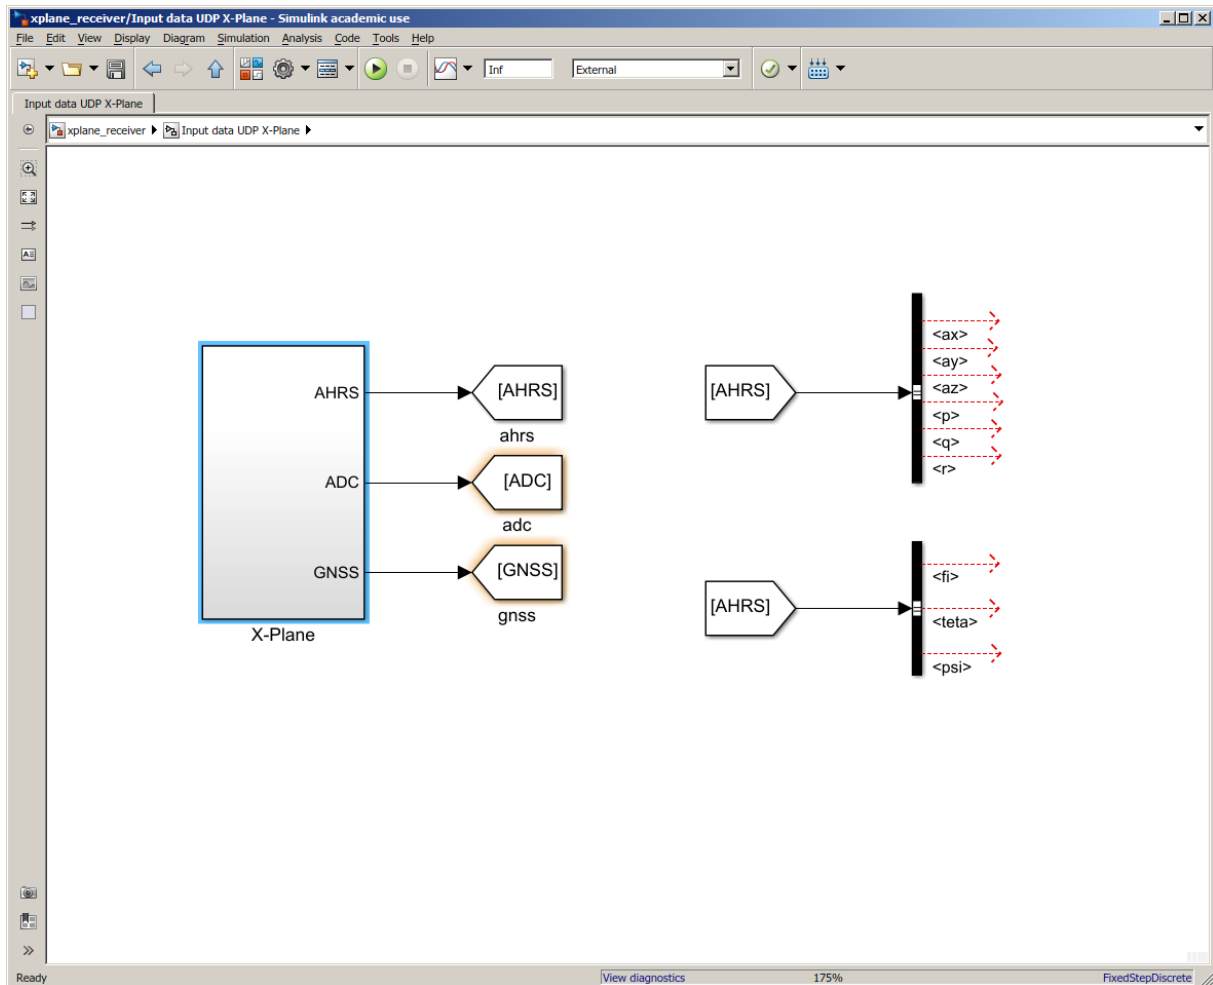 xplane_receiver/Input data UDP X-Plane - Simulink academic use
File Edit View Display Diagram Simulation Analysis Code Tools Help
Inf External
Input data UDP X-Plane
xplane_receiver Input data UDP X-Plane
AHRS
[AHRS]
ahrs
ADC
[ADC]
adc
GNSS
[GNSS]
gnss
X-Plane
[AHRS]
<ax>
<ay>
<az>
<p>
<q>
<r>
[AHRS]
<fi>
<teta>
<psi>
Ready View diagnostics 175% FixedStepDiscrete